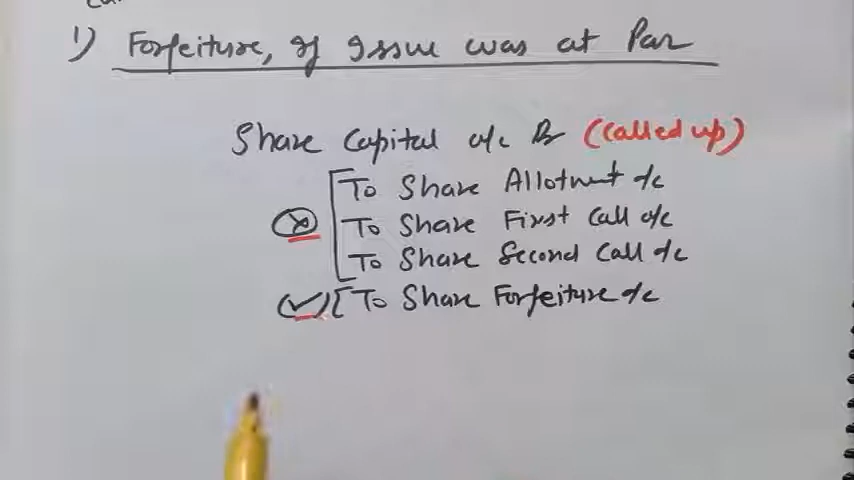 1) Forfeiture, if Issue was at Par
Share Capital a/c Dr (Called up)
To Share Allotment a/c
To Share First Call a/c
To Share Second Call a/c
To Share Forfeiture a/c